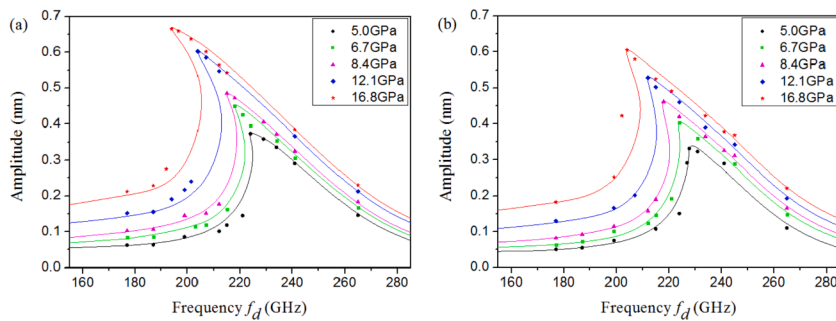 (a)
Amplitude (nm)
0.7
0.6
0.5
0.4
0.3
0.2
0.1
0.0
160 180 200 220 240 260 280
Frequency f_d (GHz)
5.0GPa
6.7GPa
8.4GPa
12.1GPa
16.8GPa
(b)
Amplitude (nm)
0.7
0.6
0.5
0.4
0.3
0.2
0.1
0.0
160 180 200 220 240 260 280
Frequency f_d (GHz)
5.0GPa
6.7GPa
8.4GPa
12.1GPa
16.8GPa